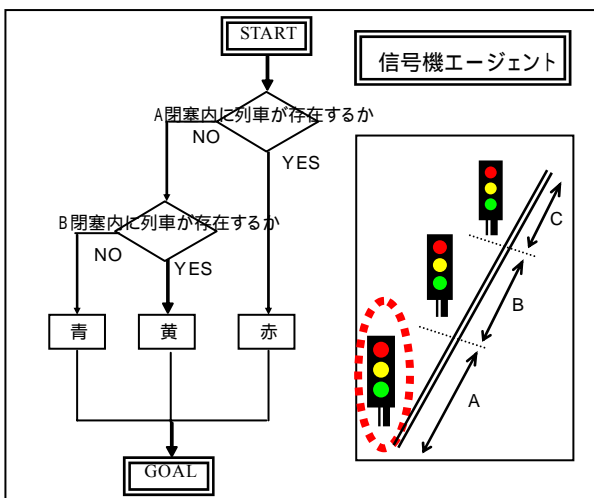 START
信号機エージェント
A閉塞内に列車が存在するか
NO
YES
B閉塞内に列車が存在するか
NO
YES
青
黄
赤
GOAL
C
B
A